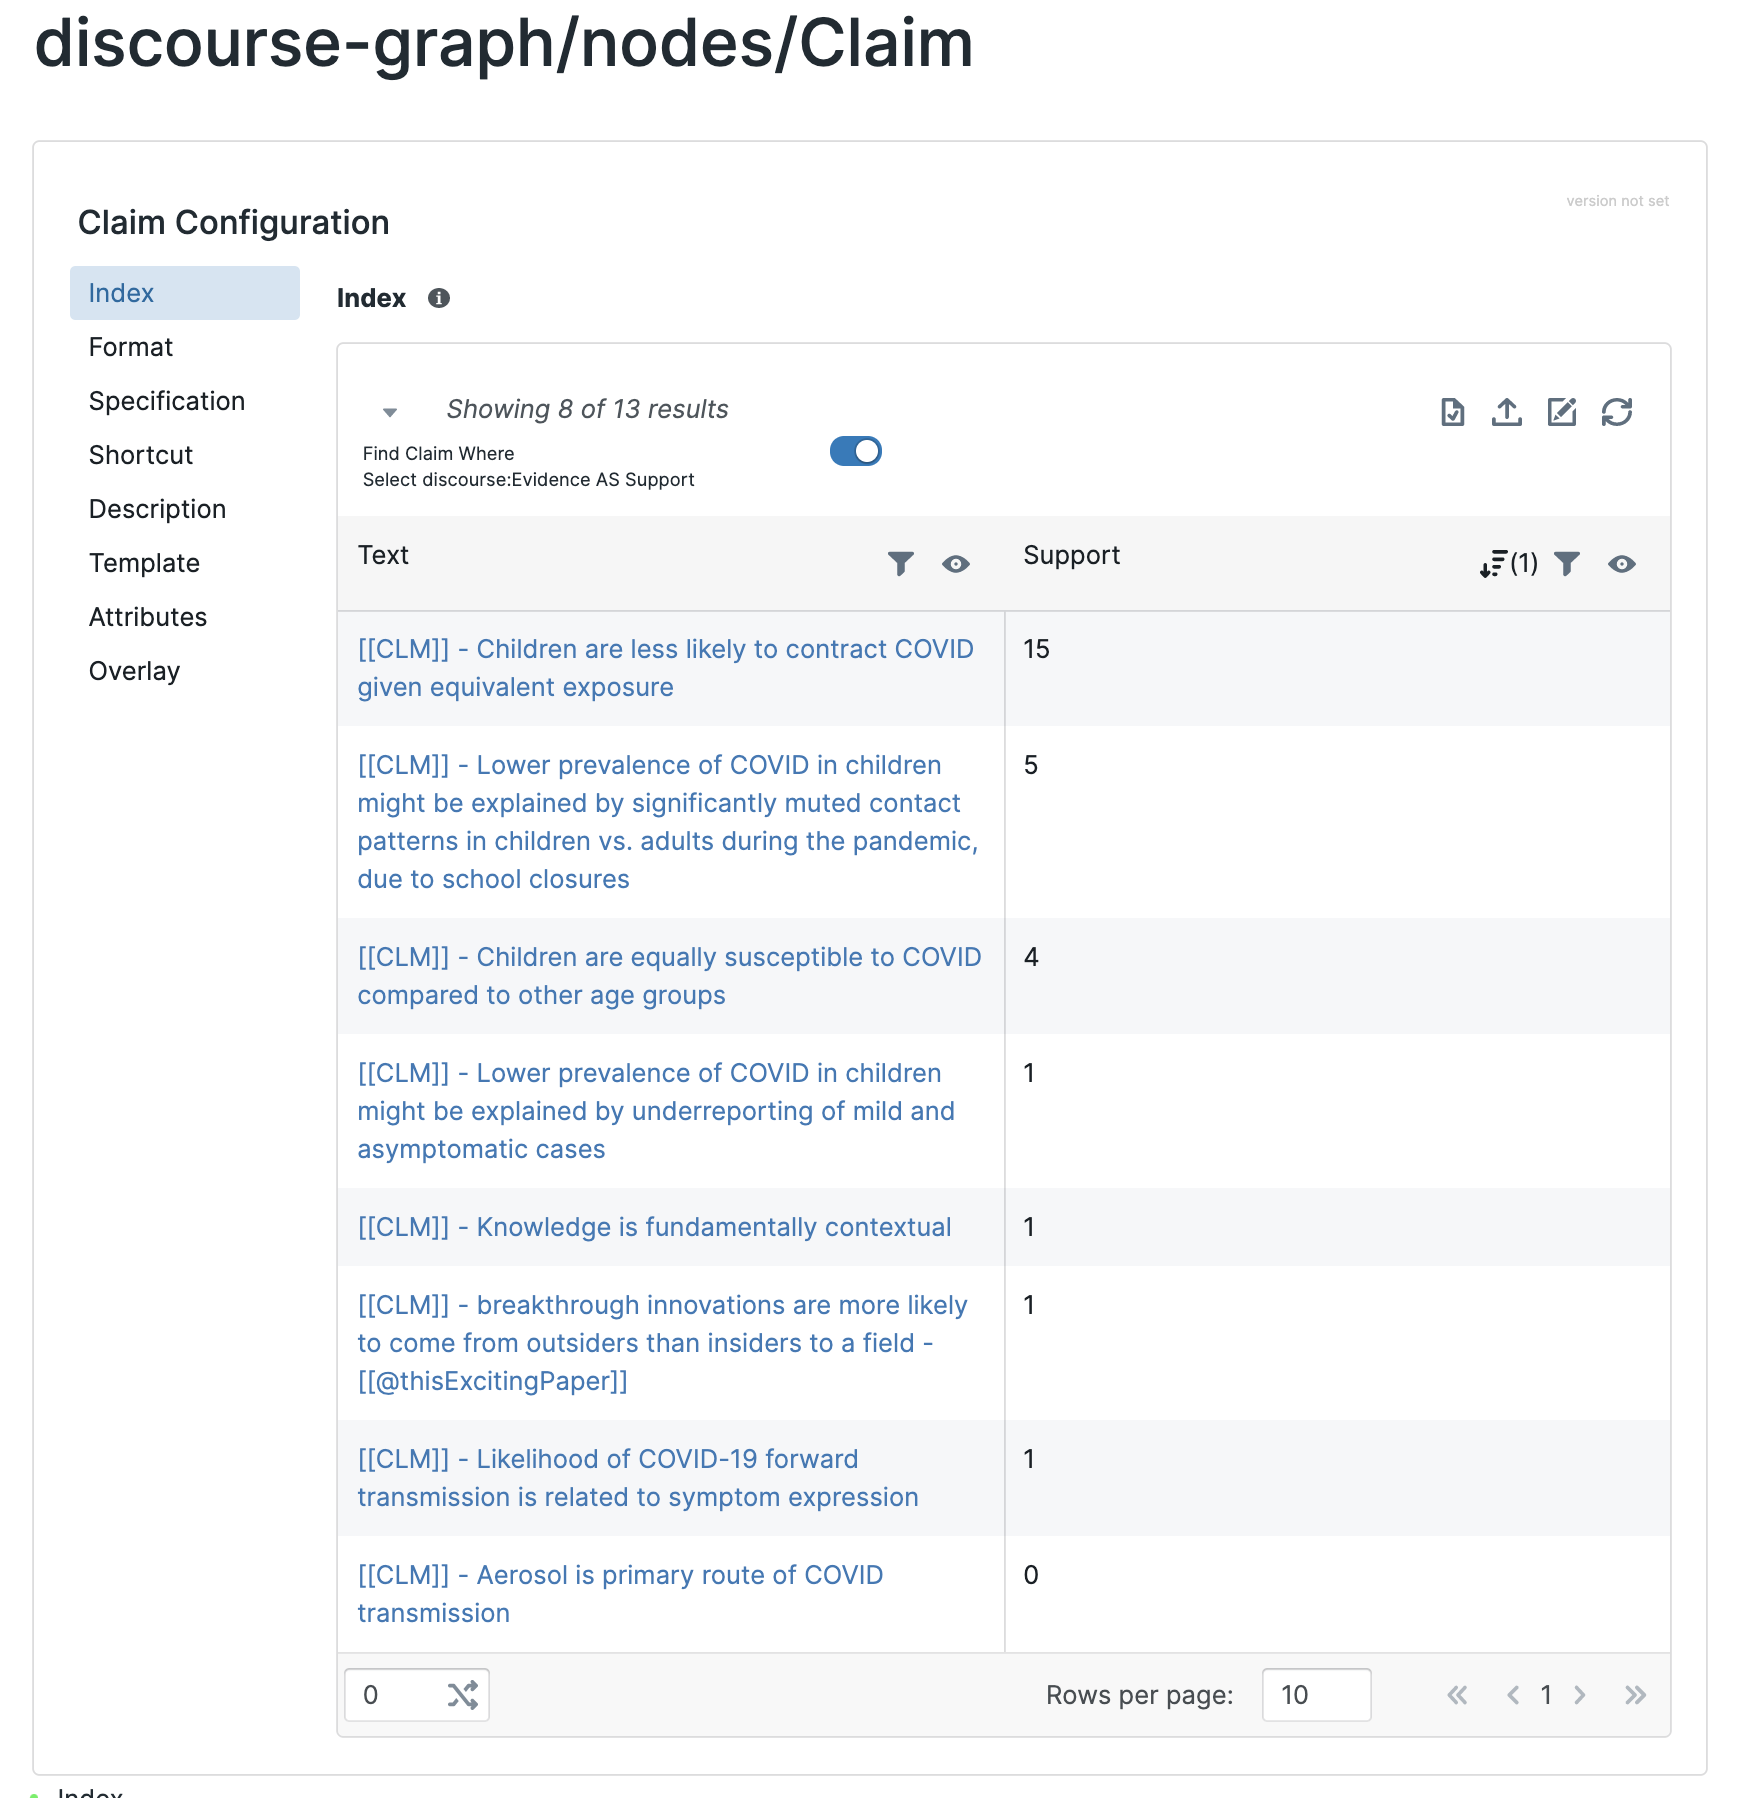 discourse-graph/nodes/Claim
version not set
Claim Configuration
Index
Format
Specification
Shortcut
Description
Template
Attributes
Overlay
Index
Showing 8 of 13 results
Find Claim Where
Select discourse:Evidence AS Support
Text
Support
(1)
[[CLM]] - Children are less likely to contract COVID
given equivalent exposure
15
[[CLM]] - Lower prevalence of COVID in children
might be explained by significantly muted contact
patterns in children vs. adults during the pandemic,
due to school closures
5
[[CLM]] - Children are equally susceptible to COVID
compared to other age groups
4
[[CLM]] - Lower prevalence of COVID in children
might be explained by underreporting of mild and
asymptomatic cases
1
[[CLM]] - Knowledge is fundamentally contextual
1
[[CLM]] - breakthrough innovations are more likely
to come from outsiders than insiders to a field -
[[@thisExcitingPaper]]
1
[[CLM]] - Likelihood of COVID-19 forward
transmission is related to symptom expression
1
[[CLM]] - Aerosol is primary route of COVID
transmission
0
0
Rows per page: 10
1
Index